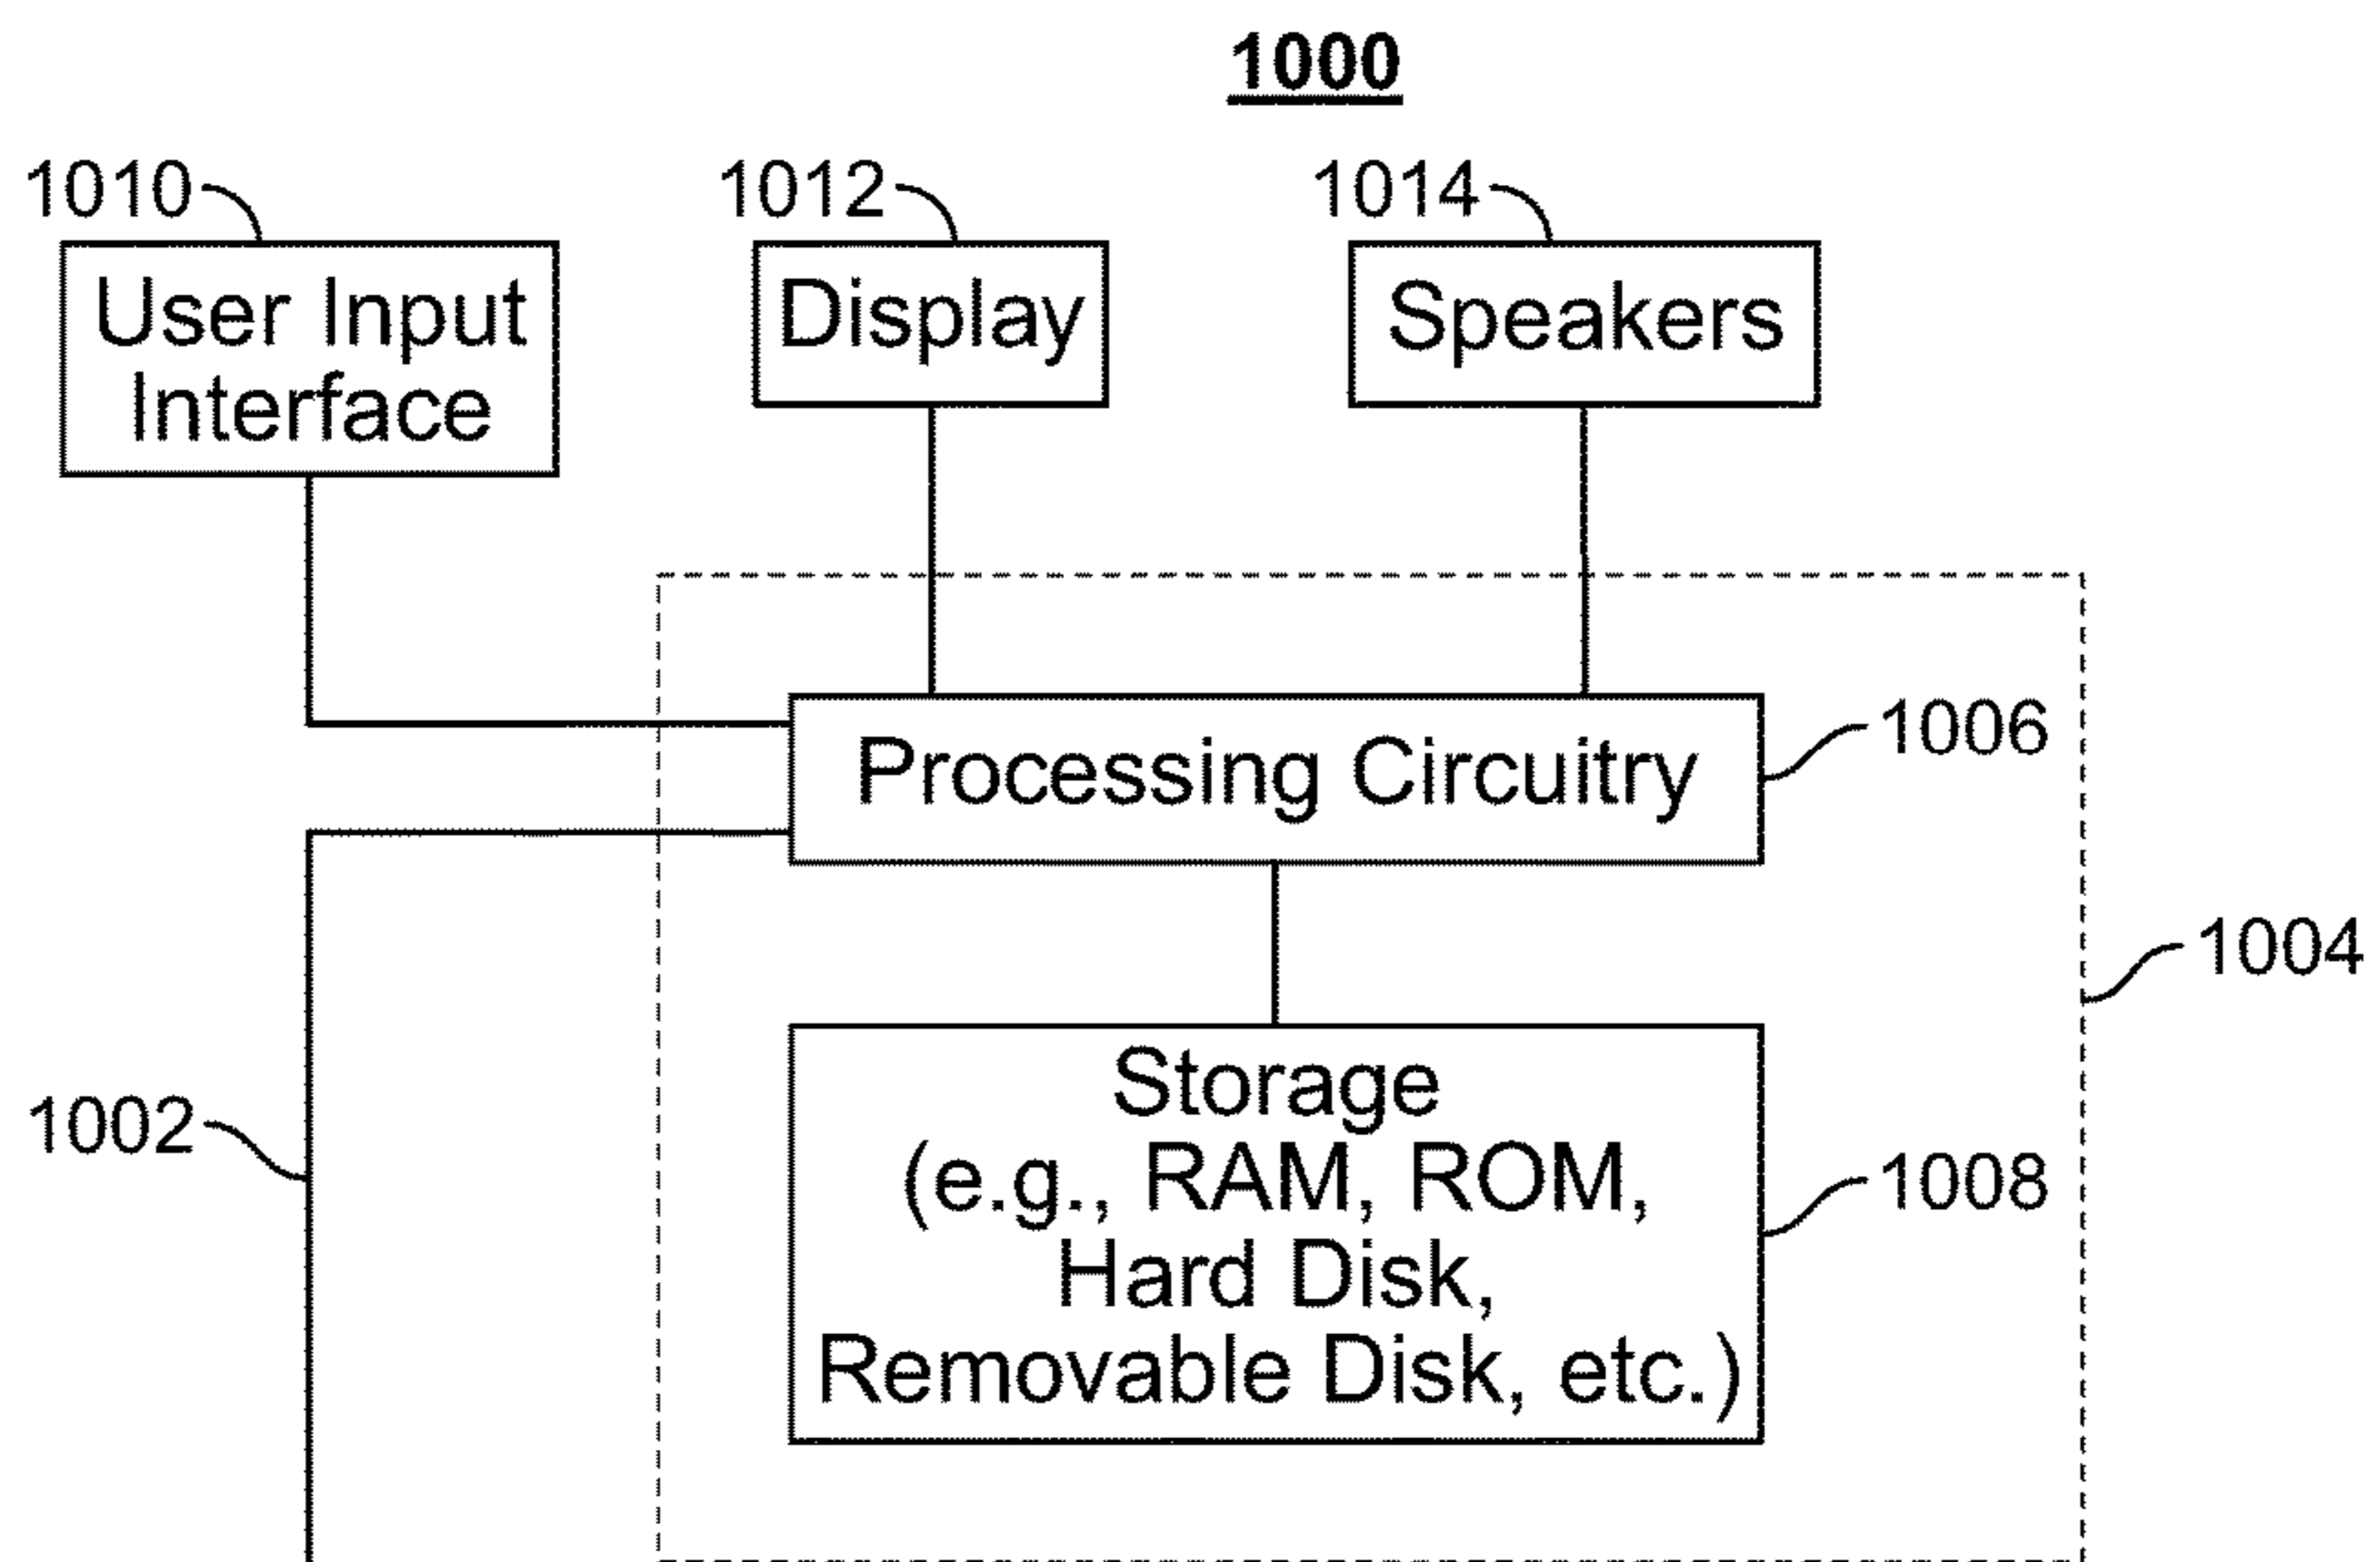 1000
1010
1012
1014
User Input
Interface
Display
Speakers
Processing Circuitry
1006
1004
Storage
(e.g., RAM, ROM,
Hard Disk,
Removable Disk, etc.)
1002
1008